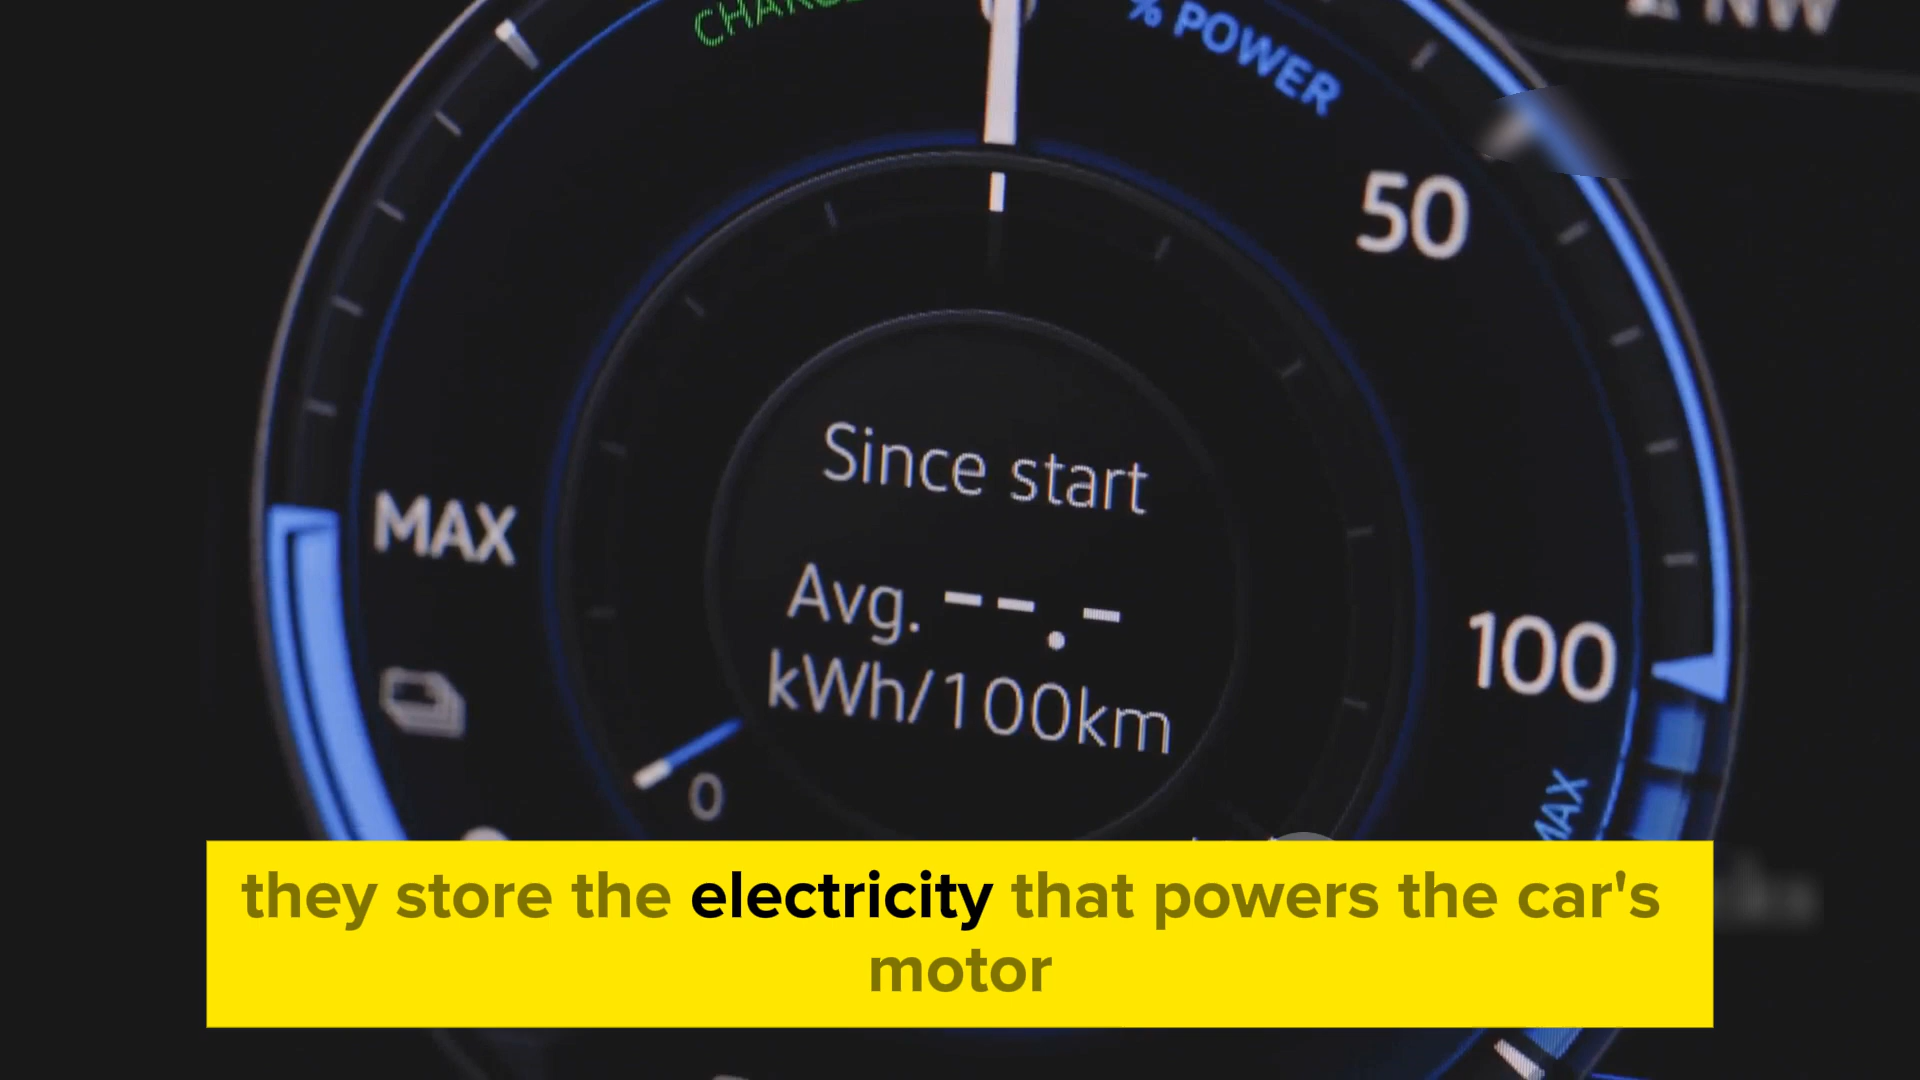 % POWER
NW
50
Since start
MAX
Avg. --.-
100
kWh/100km
0
MAX
they store the electricity that powers the car's
motor